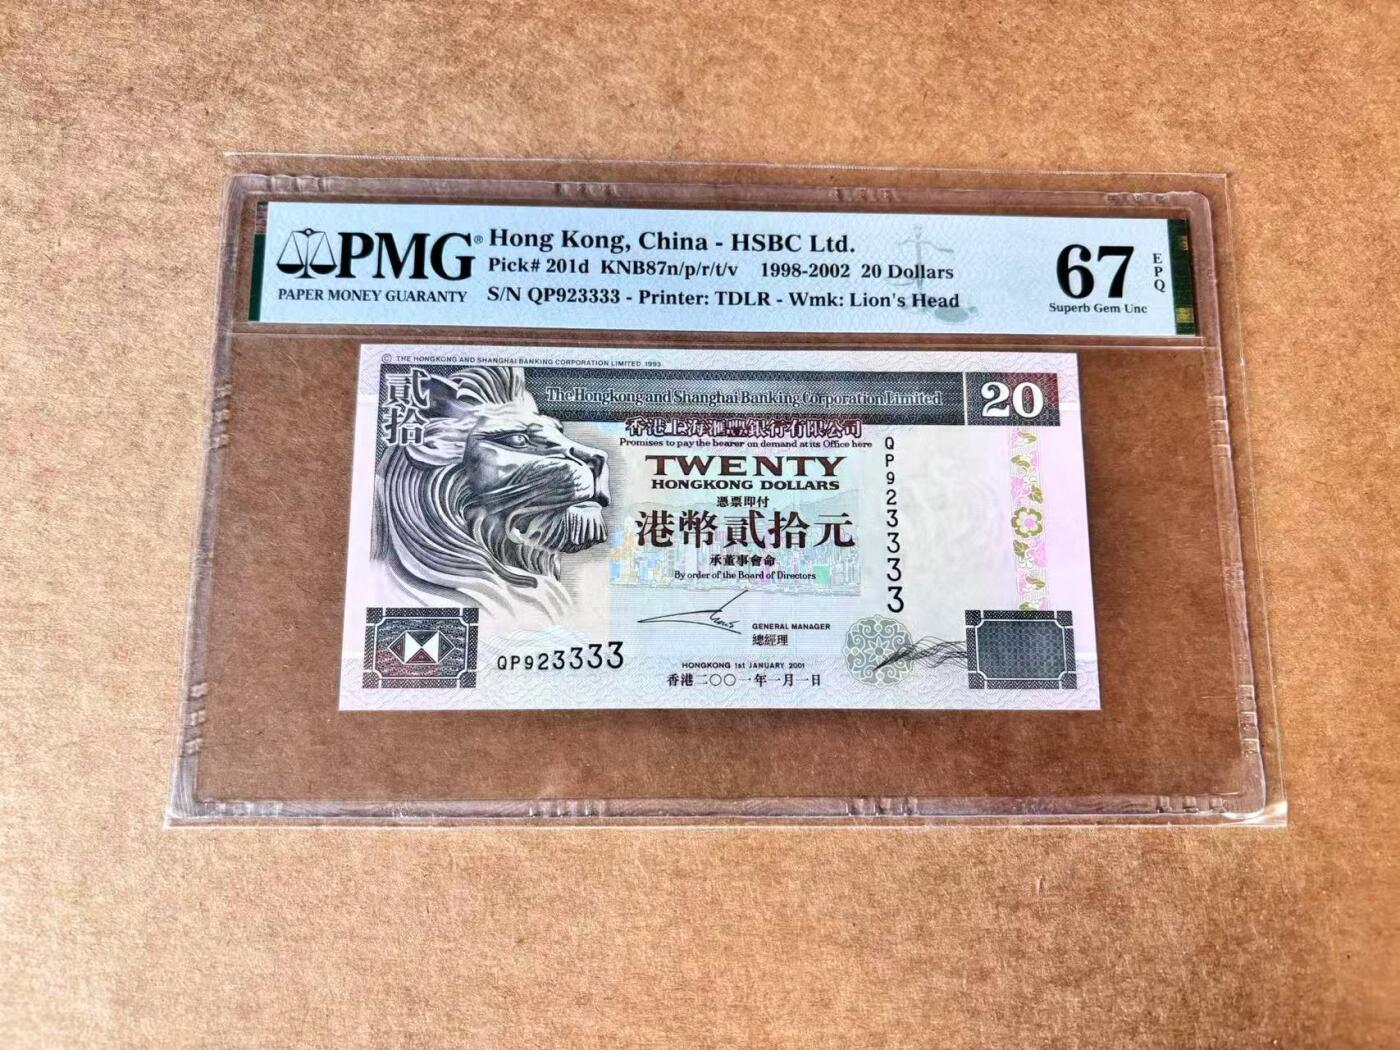 PMG®
PAPER MONEY GUARANTY
Hong Kong, China - HSBC Ltd.
Pick# 201d KNB87n/p/r/t/v 1998-2002 20 Dollars
S/N QP923333 - Printer: TDLR - Wmk: Lion's Head
67
Superb Gem Unc
EPQ
© THE HONGKONG AND SHANGHAI BANKING CORPORATION LIMITED 1993
貳拾
The Hongkong and Shanghai Banking Corporation Limited
20
香港上海滙豐銀行有限公司
Promises to pay the bearer on demand at its Office here
TWENTY
HONGKONG DOLLARS
憑票即付
港幣貳拾元
承董事會命
By order of the Board of Directors
QP923333
GENERAL MANAGER
總經理
QP923333
HONGKONG 1st JANUARY 2001
香港二〇〇一年一月一日